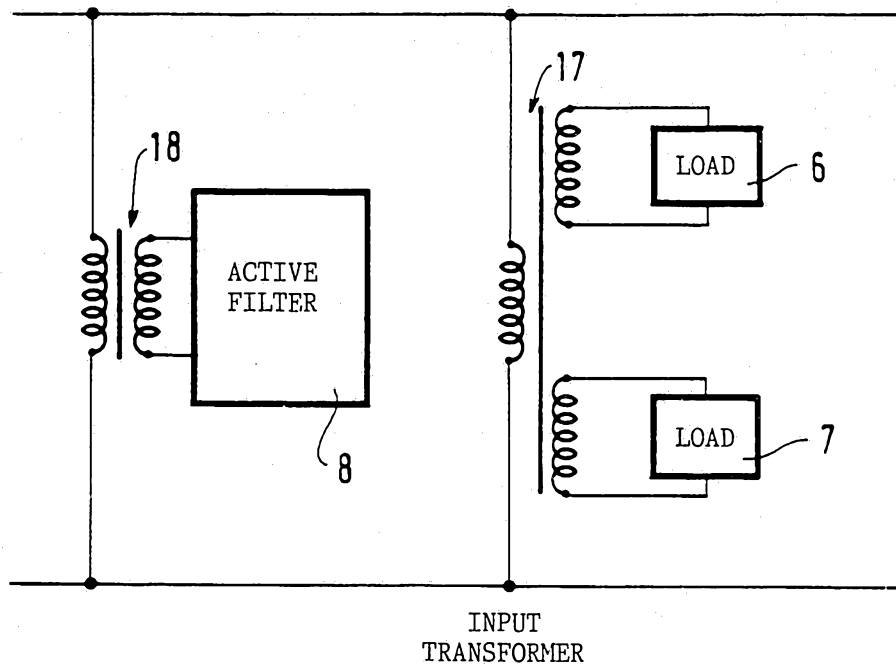 17
18
LOAD
6
ACTIVE
FILTER
LOAD
7
8
INPUT
TRANSFORMER